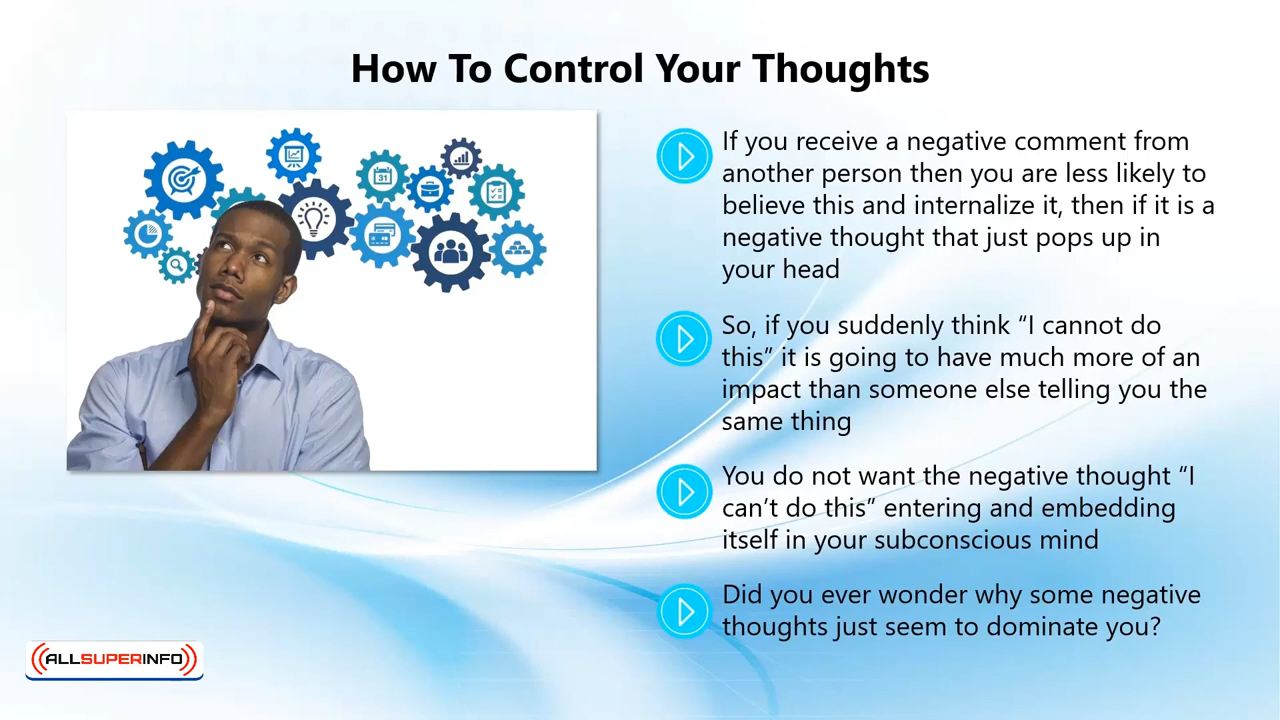 How To Control Your Thoughts
If you receive a negative comment from
another person then you are less likely to
believe this and internalize it, then if it is a
negative thought that just pops up in
your head
So, if you suddenly think “I cannot do
this” it is going to have much more of an
impact than someone else telling you the
same thing
You do not want the negative thought “I
can’t do this” entering and embedding
itself in your subconscious mind
Did you ever wonder why some negative
thoughts just seem to dominate you?
31
ALLSUPERINFO